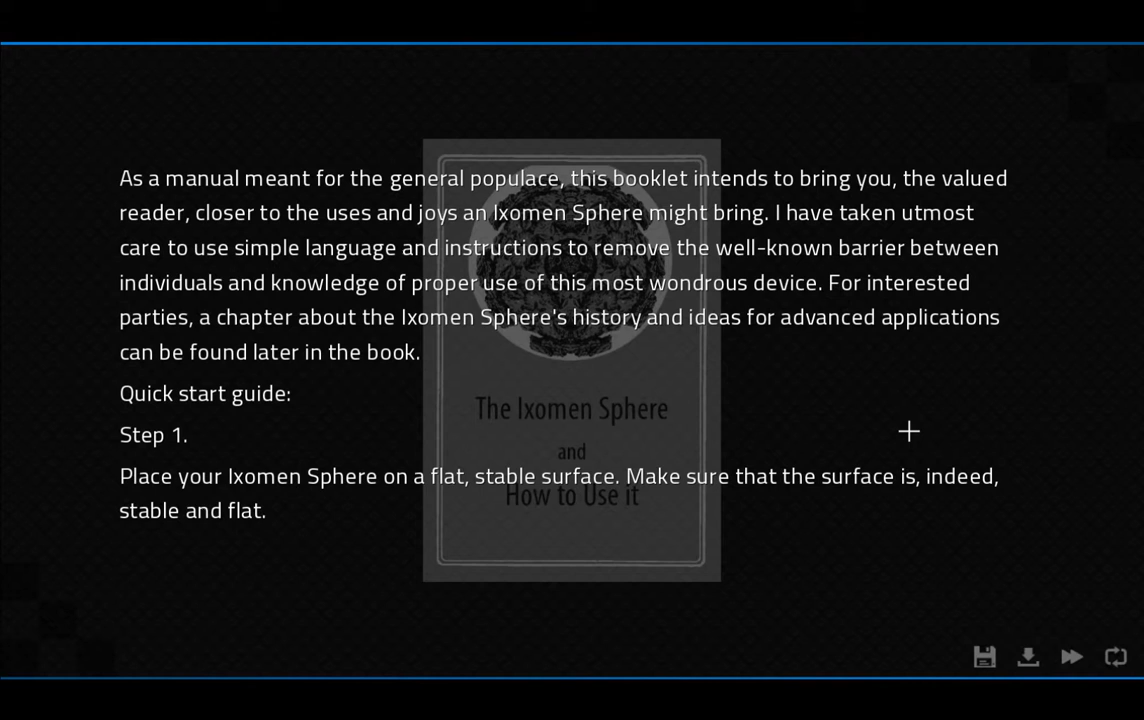 As a manual meant for the general populace, this booklet intends to bring you, the valued
reader, closer to the uses and joys an Ixomen Sphere might bring. I have taken utmost
care to use simple language and instructions to remove the well-known barrier between
individuals and knowledge of proper use of this most wondrous device. For interested
parties, a chapter about the Ixomen Sphere's history and ideas for advanced applications
can be found later in the book.
Quick start guide:
Step 1.
Place your Ixomen Sphere on a flat, stable surface. Make sure that the surface is, indeed,
stable and flat.
The Ixomen Sphere
and
How to Use it